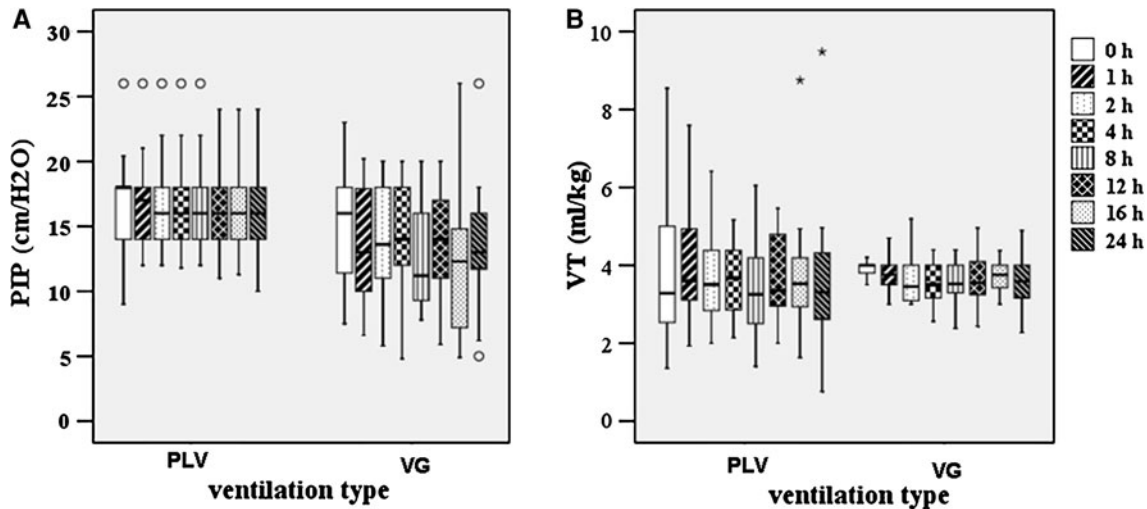 A
PIP (cm/H2O)
30
25
20
15
10
5
0
PLV
VG
ventilation type
B
VT (ml/kg)
10
8
6
4
2
0
PLV
VG
ventilation type
0 h
1 h
2 h
4 h
8 h
12 h
16 h
24 h